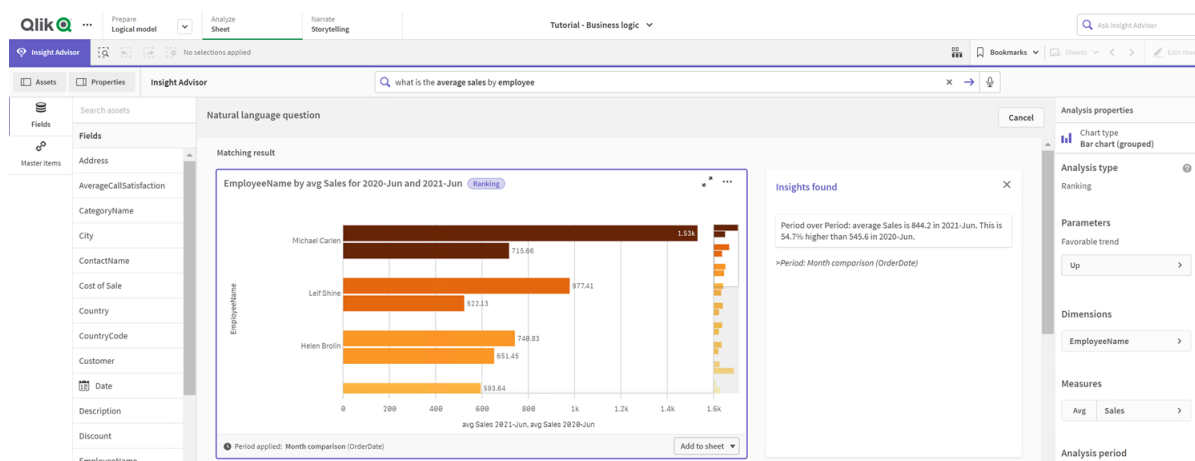 Qlik
Prepare
Logical model
Analyze
Sheet
Narrate
Storytelling
Tutorial - Business logic
Ask Insight Advisor
Insight Advisor
No selections applied
Bookmarks
Sheets
Edit shee
Assets
Properties
Insight Advisor
what is the average sales by employee
Fields
Master items
Search assets
Fields
Address
AverageCallSatisfaction
CategoryName
City
ContactName
Cost of Sale
Country
CountryCode
Customer
Date
Description
Discount
EmployeeName
Natural language question
Cancel
Matching result
EmployeeName by avg Sales for 2020-Jun and 2021-Jun
Ranking
EmployeeName
Michael Carlen
1.53k
715.66
Leif Shine
977.41
522.13
Helen Brolin
740.83
651.45
593.64
0 200 400 600 800 1k 1.2k 1.4k 1.6k
avg Sales 2021-Jun, avg Sales 2020-Jun
Period applied: Month comparison (OrderDate)
Add to sheet
Insights found
Period over Period: average Sales is 844.2 in 2021-Jun. This is
54.7% higher than 545.6 in 2020-Jun.
>Period: Month comparison (OrderDate)
Analysis properties
Chart type
Bar chart (grouped)
Analysis type
Ranking
Parameters
Favorable trend
Up
Dimensions
EmployeeName
Measures
Avg Sales
Analysis period